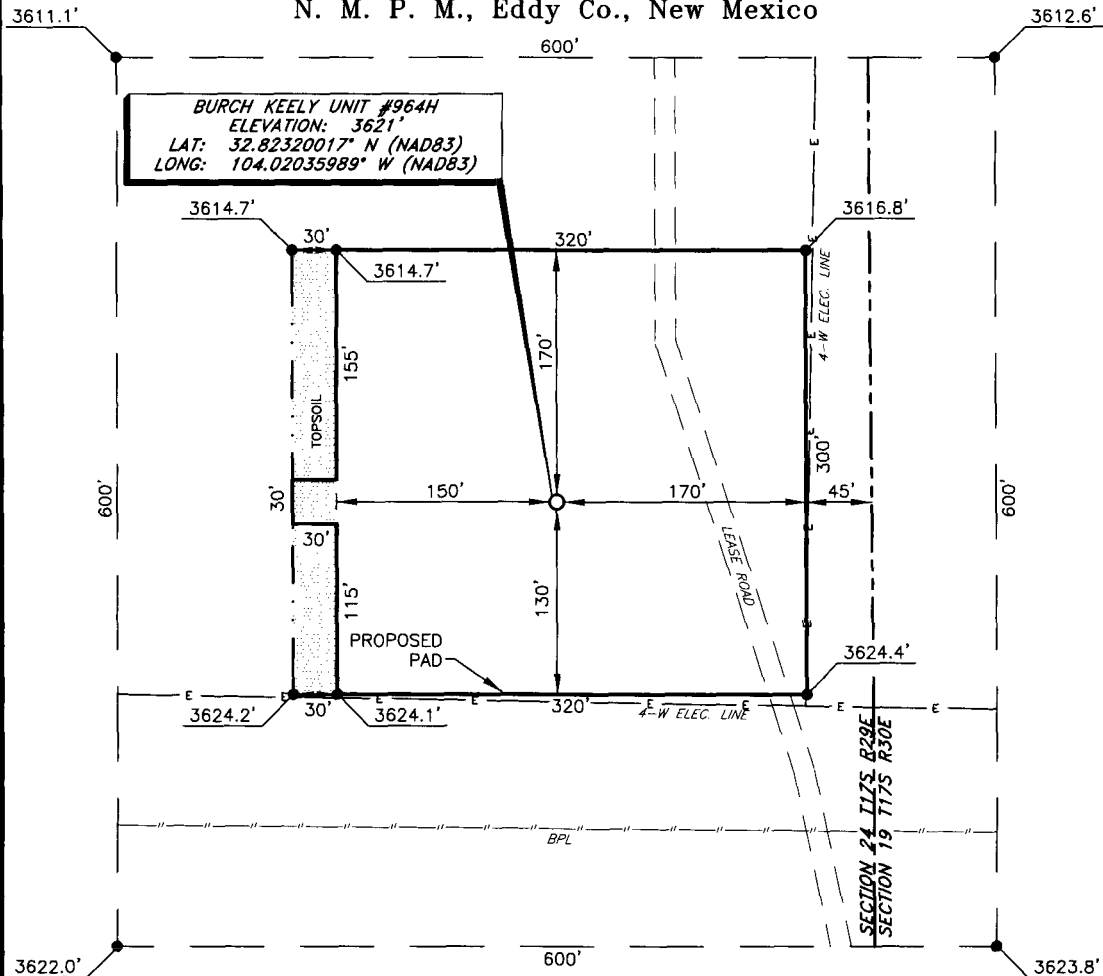 N. M. P. M., Eddy Co., New Mexico
3611.1'
3612.6'
600'
BURCH KEELY UNIT #964H
ELEVATION: 3621'
LAT: 32.82320017° N (NAD83)
LONG: 104.02035989° W (NAD83)
E
3614.7'
30'
320'
3616.8'
3614.7'
E
4-W ELEC. LINE
E
170'
155'
TOPSOIL
E
300'
600'
30'
150'
170'
45'
600'
E
30'
LEASE ROAD
115'
130'
E
PROPOSED
PAD
3624.4'
E
E
E
E
E
E
E
E
3624.2'
30'
3624.1'
320'
4-W ELEC. LINE
SECTION 24 T17S R29E
SECTION 19 T17S R30E
BPL
3622.0'
600'
3623.8'